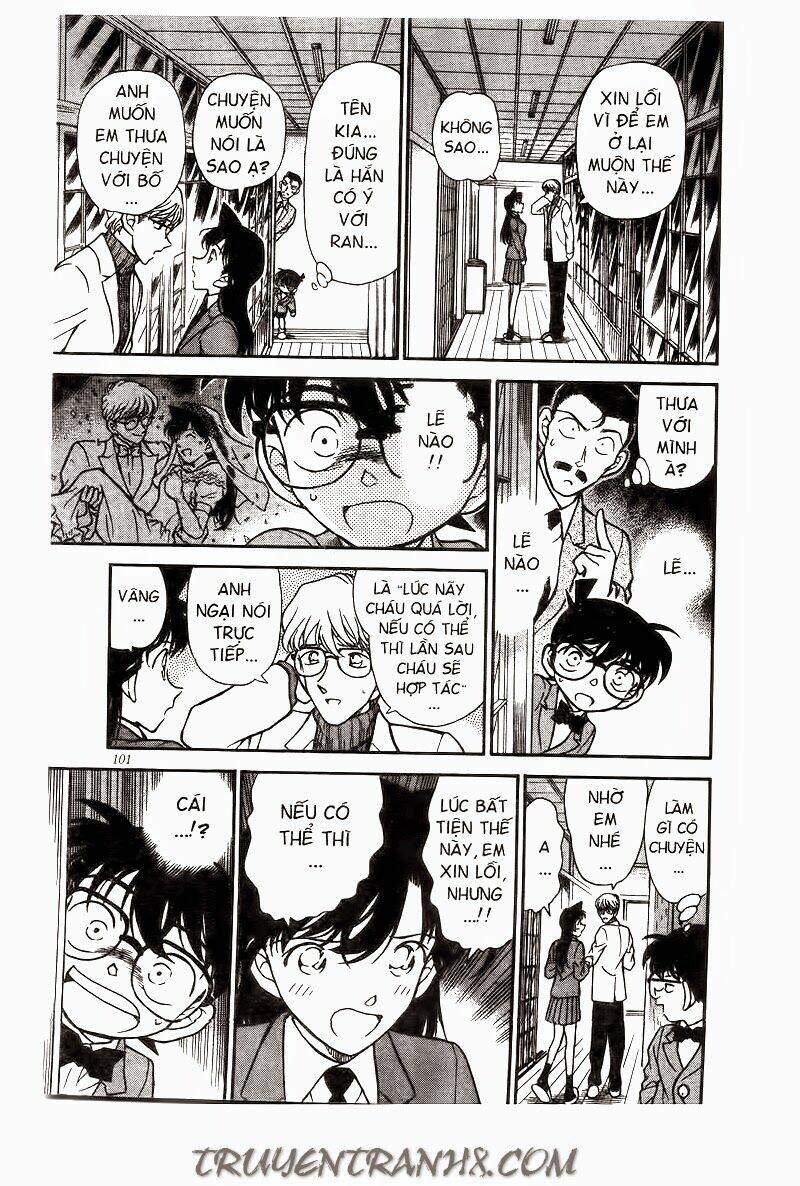 XIN LỖI
VÌ ĐỂ EM
Ở LẠI
MUỘN THẾ
NÀY...
KHÔNG
SAO...
TÊN
KIA...
ĐÚNG
LÀ HẮN
CÓ Ý
VỚI
RAN...
CHUYỆN
MUỐN
NÓI LÀ
SAO Ạ?
ANH
MUỐN
EM THƯA
CHUYỆN
VỚI BỐ
...
THƯA
VỚI
MÌNH
À?
LẼ...
LẼ
NÀO...
LẼ
NÀO
!!
LÀ "LÚC NÃY
CHÁU QUÁ LỜI,
NẾU CÓ THỂ
THÌ LẦN SAU
CHÁU SẼ
HỢP TÁC"...
ANH
NGẠI NÓI
TRỰC
TIẾP...
VÂNG
...
101
LÀM
GÌ CÓ
CHUYỆN
...
NHỜ
EM
NHÉ
...
A...
LÚC BẤT
TIỆN THẾ
NÀY, EM
XIN LỖI,
NHƯNG
...!!
NẾU CÓ
THỂ THÌ
...
CÁI
...!?
TRUYENTRANH8.COM